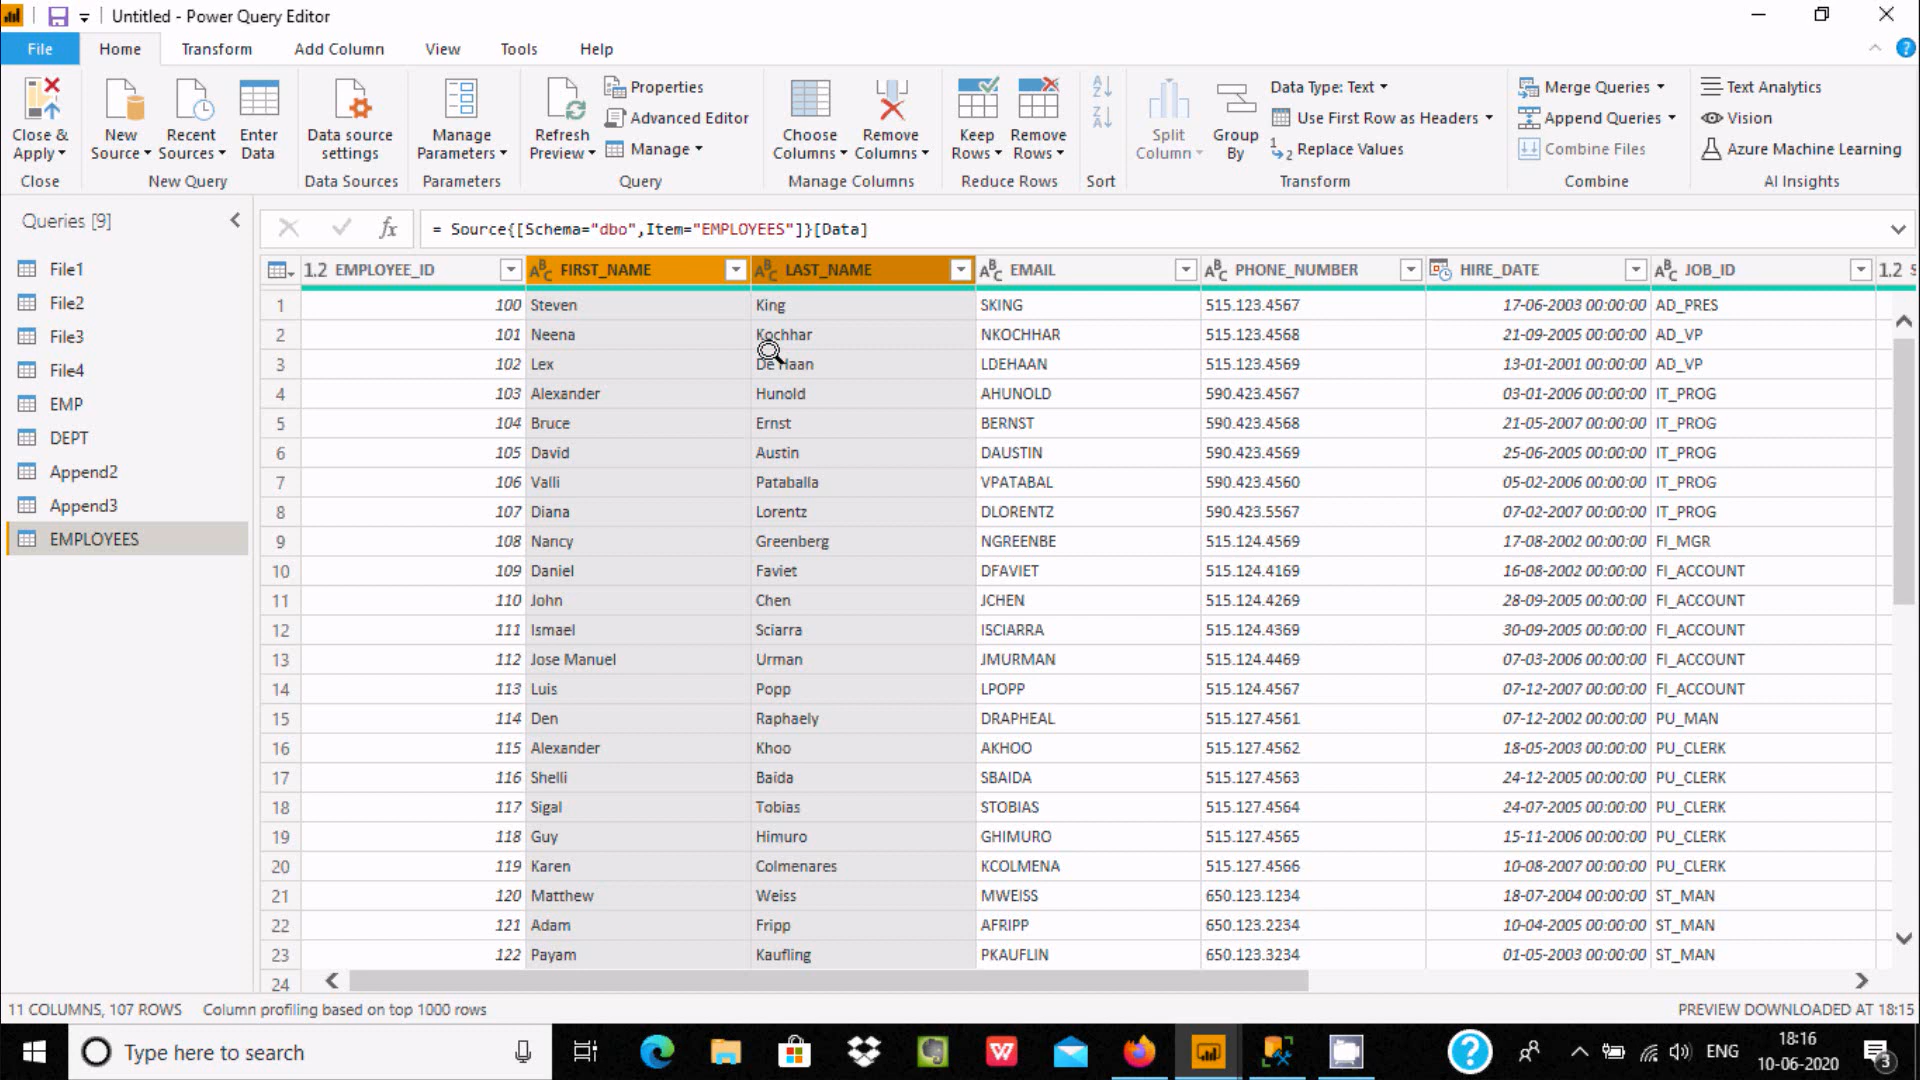 Untitled - Power Query Editor
File Home Transform Add Column View Tools Help
Close & Apply
New Source
Recent Sources
Enter Data
Data source settings
Manage Parameters
Refresh Preview
Properties
Advanced Editor
Manage
Choose Columns
Remove Columns
Keep Rows
Remove Rows
Split Column
Group By
Data Type: Text
Use First Row as Headers
Replace Values
Merge Queries
Append Queries
Combine Files
Text Analytics
Vision
Azure Machine Learning
Close New Query Data Sources Parameters Query Manage Columns Reduce Rows Sort Transform Combine AI Insights
Queries [9]
fx = Source{[Schema="dbo",Item="EMPLOYEES"]}[Data]
File1
File2
File3
File4
EMP
DEPT
Append2
Append3
EMPLOYEES
1.2 EMPLOYEE_ID ABC FIRST_NAME ABC LAST_NAME ABC EMAIL ABC PHONE_NUMBER HIRE_DATE ABC JOB_ID 1.2
1 100 Steven King SKING 515.123.4567 17-06-2003 00:00:00 AD_PRES
2 101 Neena Kochhar NKOCHHAR 515.123.4568 21-09-2005 00:00:00 AD_VP
3 102 Lex De Haan LDEHAAN 515.123.4569 13-01-2001 00:00:00 AD_VP
4 103 Alexander Hunold AHUNOLD 590.423.4567 03-01-2006 00:00:00 IT_PROG
5 104 Bruce Ernst BERNST 590.423.4568 21-05-2007 00:00:00 IT_PROG
6 105 David Austin DAUSTIN 590.423.4569 25-06-2005 00:00:00 IT_PROG
7 106 Valli Pataballa VPATABAL 590.423.4560 05-02-2006 00:00:00 IT_PROG
8 107 Diana Lorentz DLORENTZ 590.423.5567 07-02-2007 00:00:00 IT_PROG
9 108 Nancy Greenberg NGREENBE 515.124.4569 17-08-2002 00:00:00 FI_MGR
10 109 Daniel Faviet DFAVIET 515.124.4169 16-08-2002 00:00:00 FI_ACCOUNT
11 110 John Chen JCHEN 515.124.4269 28-09-2005 00:00:00 FI_ACCOUNT
12 111 Ismael Sciarra ISCIARRA 515.124.4369 30-09-2005 00:00:00 FI_ACCOUNT
13 112 Jose Manuel Urman JMURMAN 515.124.4469 07-03-2006 00:00:00 FI_ACCOUNT
14 113 Luis Popp LPOPP 515.124.4567 07-12-2007 00:00:00 FI_ACCOUNT
15 114 Den Raphaely DRAPHEAL 515.127.4561 07-12-2002 00:00:00 PU_MAN
16 115 Alexander Khoo AKHOO 515.127.4562 18-05-2003 00:00:00 PU_CLERK
17 116 Shelli Baida SBAIDA 515.127.4563 24-12-2005 00:00:00 PU_CLERK
18 117 Sigal Tobias STOBIAS 515.127.4564 24-07-2005 00:00:00 PU_CLERK
19 118 Guy Himuro GHIMURO 515.127.4565 15-11-2006 00:00:00 PU_CLERK
20 119 Karen Colmenares KCOLMENA 515.127.4566 10-08-2007 00:00:00 PU_CLERK
21 120 Matthew Weiss MWEISS 650.123.1234 18-07-2004 00:00:00 ST_MAN
22 121 Adam Fripp AFRIPP 650.123.2234 10-04-2005 00:00:00 ST_MAN
23 122 Payam Kaufling PKAUFLIN 650.123.3234 01-05-2003 00:00:00 ST_MAN
24
11 COLUMNS, 107 ROWS Column profiling based on top 1000 rows PREVIEW DOWNLOADED AT 18:15
Type here to search
ENG
18:16
10-06-2020
3